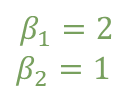 β₁ = 2
β₂ = 1